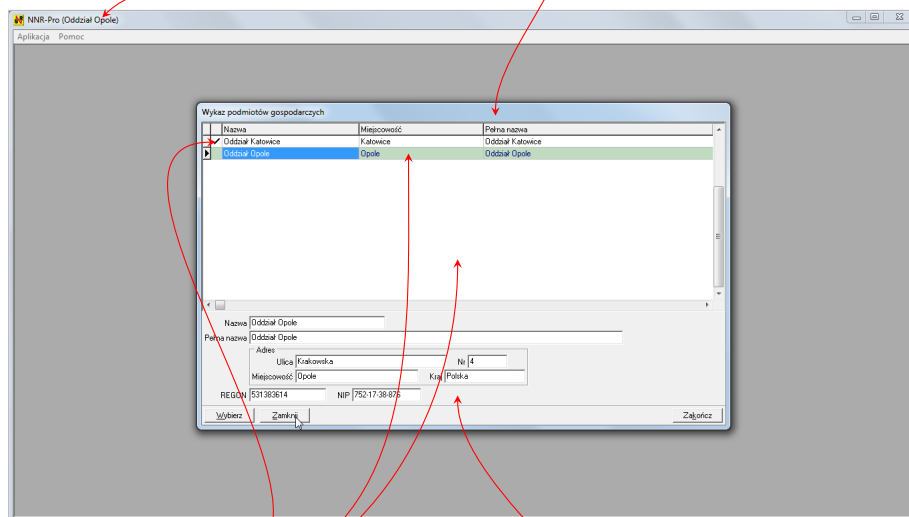 NNR-Pro (Oddział Opole)
Aplikacja Pomoc
Wykaz podmiotów gospodarczych
Nazwa Miejscowość Pełna nazwa
Oddział Katowice Katowice Oddział Katowice
Oddział Opole Opole Oddział Opole
Nazwa Oddział Opole
Pełna nazwa Oddział Opole
Adres
Ulica Krakowska Nr 4
Miejscowość Opole Kraj Polska
REGON 531383614 NIP 752-17-38-876
Wybierz Zamknij Zakończ